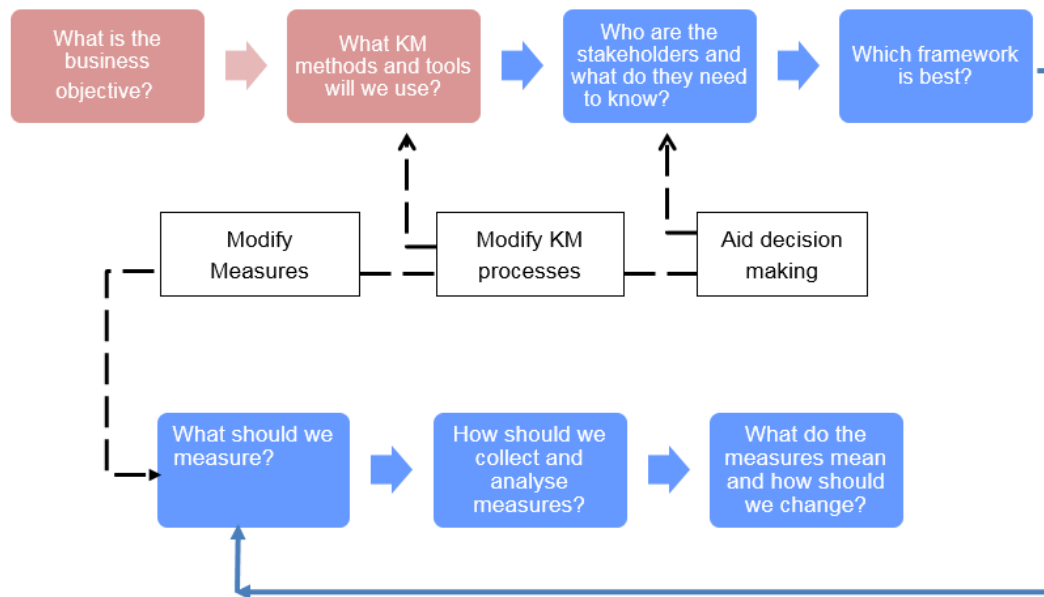 What is the
business
objective?
What KM
methods and tools
will we use?
Who are the
stakeholders and
what do they need
to know?
Which framework
is best?
Modify
Measures
Modify KM
processes
Aid decision
making
What should we
measure?
How should we
collect and
analyse
measures?
What do the
measures mean
and how should
we change?